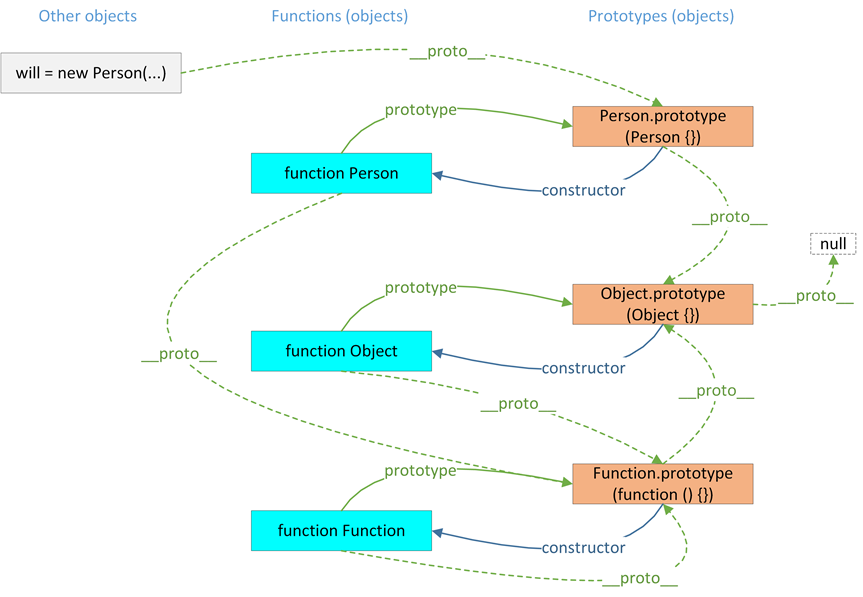 Other objects
Functions (objects)
Prototypes (objects)
__proto__
will = new Person(...)
prototype
Person.prototype
(Person {})
function Person
constructor
__proto__
null
prototype
Object.prototype
(Object {})
__proto__
function Object
__proto__
constructor
__proto__
__proto__
prototype
Function.prototype
(function () {})
function Function
constructor
__proto__